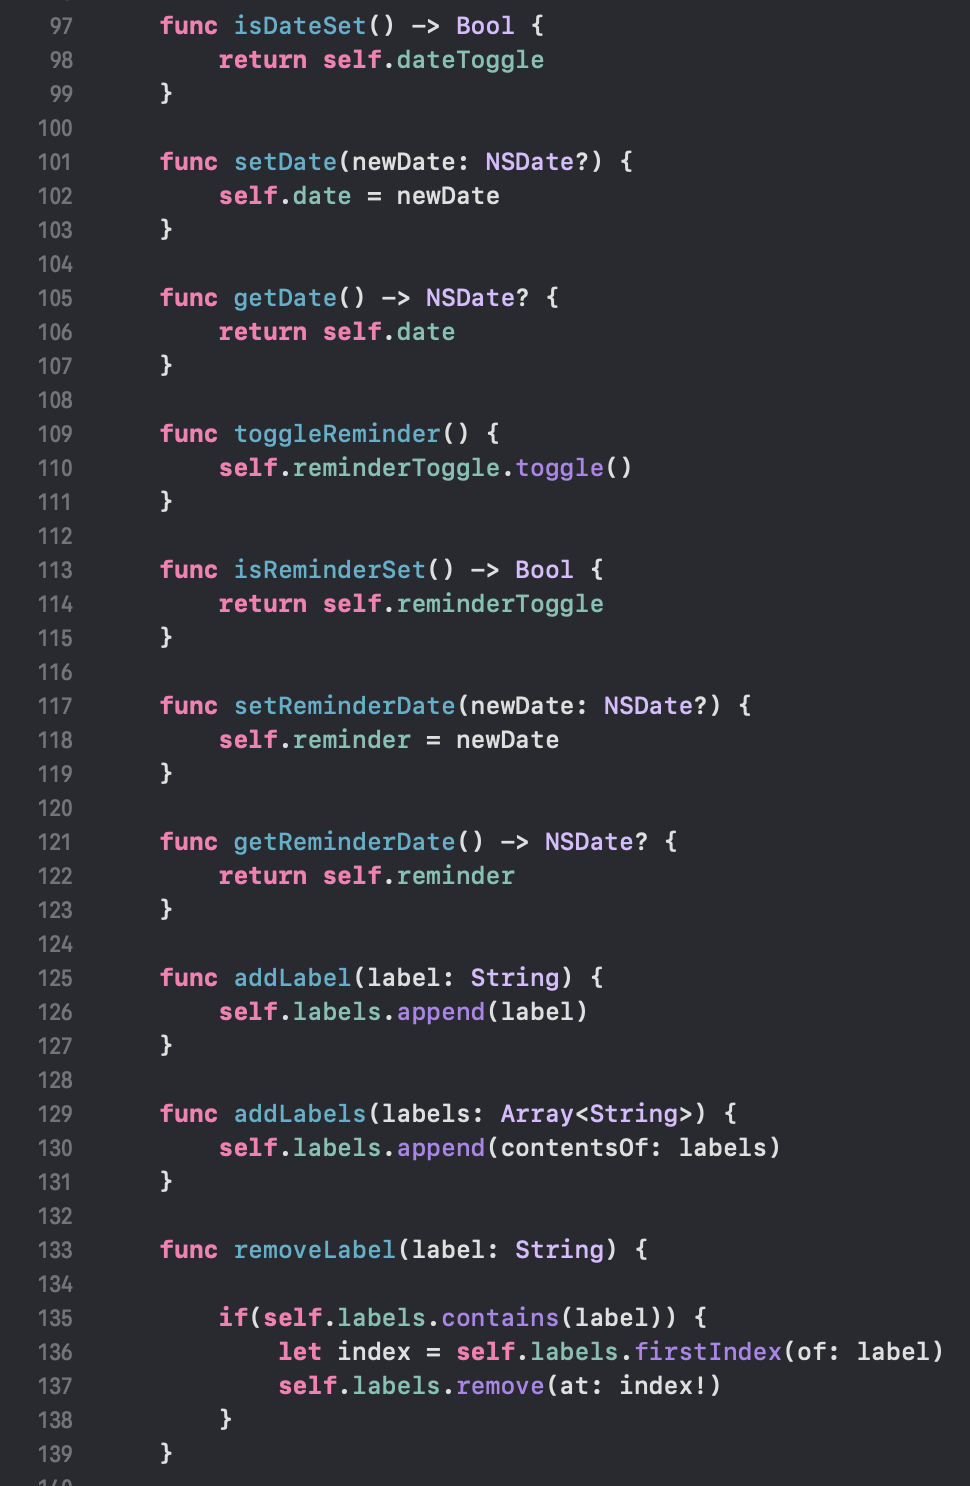 97 func isDateSet() -> Bool {
98 return self.dateToggle
99 }
100
101 func setDate(newDate: NSDate?) {
102 self.date = newDate
103 }
104
105 func getDate() -> NSDate? {
106 return self.date
107 }
108
109 func toggleReminder() {
110 self.reminderToggle.toggle()
111 }
112
113 func isReminderSet() -> Bool {
114 return self.reminderToggle
115 }
116
117 func setReminderDate(newDate: NSDate?) {
118 self.reminder = newDate
119 }
120
121 func getReminderDate() -> NSDate? {
122 return self.reminder
123 }
124
125 func addLabel(label: String) {
126 self.labels.append(label)
127 }
128
129 func addLabels(labels: Array<String>) {
130 self.labels.append(contentsOf: labels)
131 }
132
133 func removeLabel(label: String) {
134
135 if(self.labels.contains(label)) {
136 let index = self.labels.firstIndex(of: label)
137 self.labels.remove(at: index!)
138 }
139 }
140